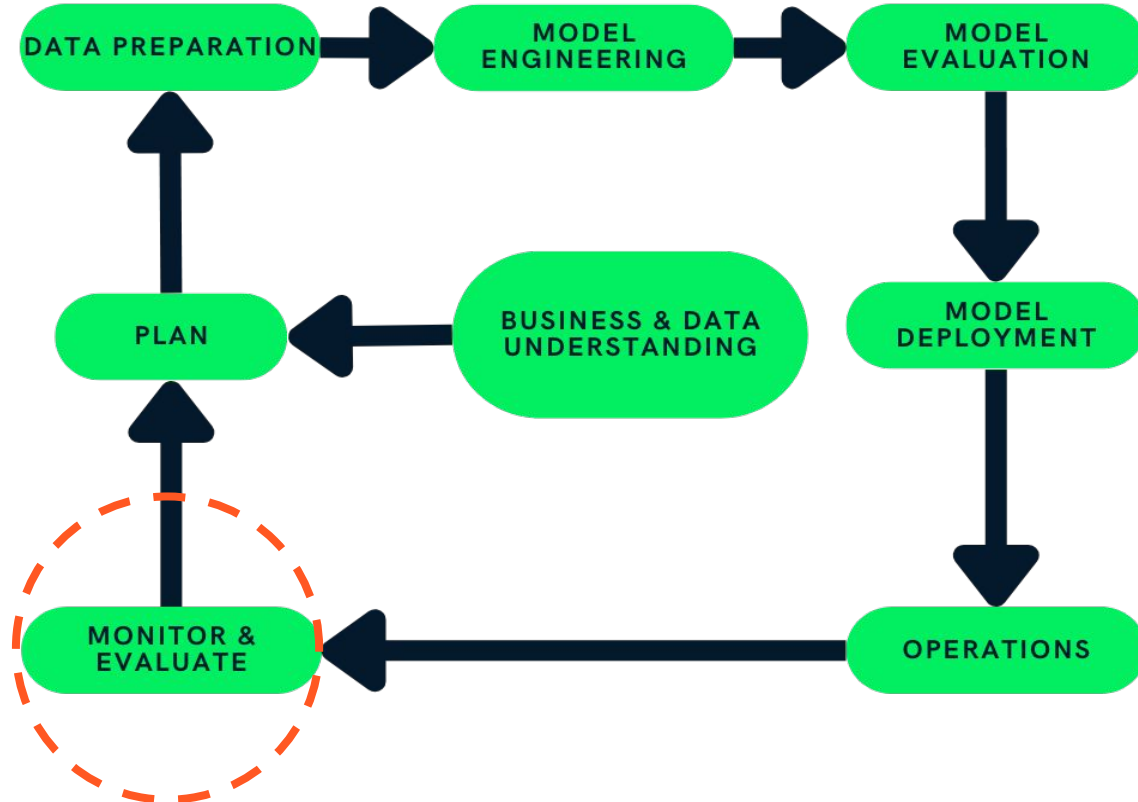 DATA PREPARATION
MODEL
ENGINEERING
MODEL
EVALUATION
PLAN
BUSINESS & DATA
UNDERSTANDING
MODEL
DEPLOYMENT
MONITOR &
EVALUATE
OPERATIONS